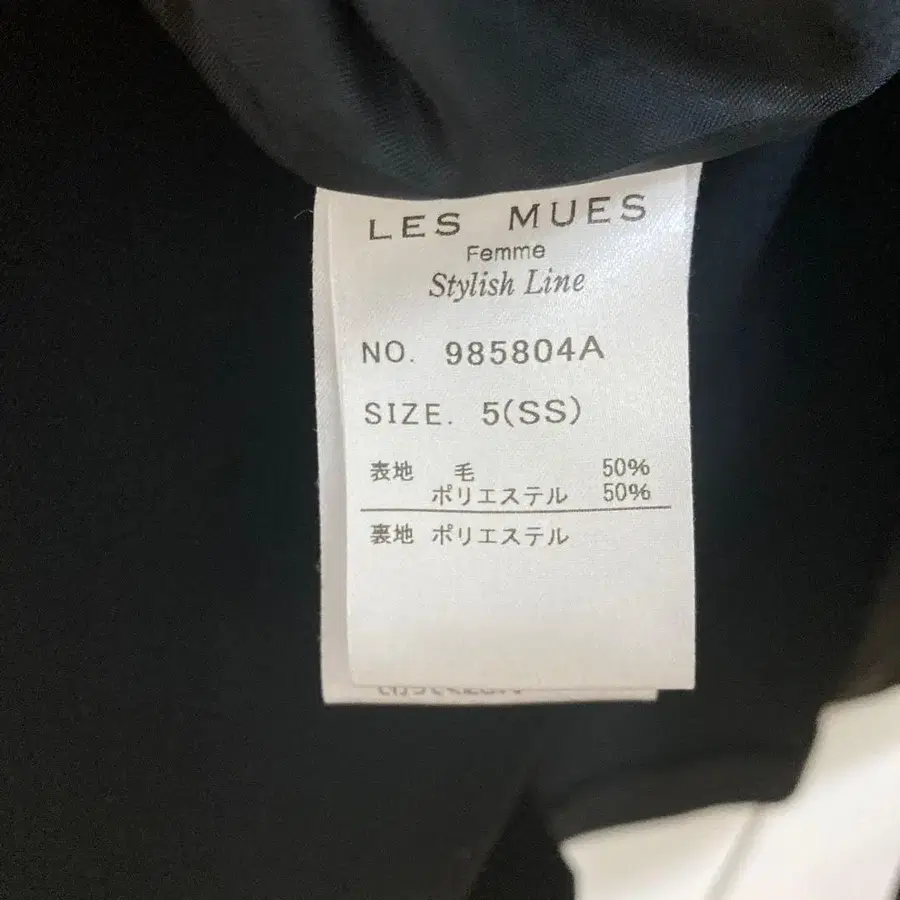 LES MUES
Femme
Stylish Line
NO. 985804A
SIZE. 5(SS)
表地 毛 50%
ポリエステル 50%
裏地 ポリエステル